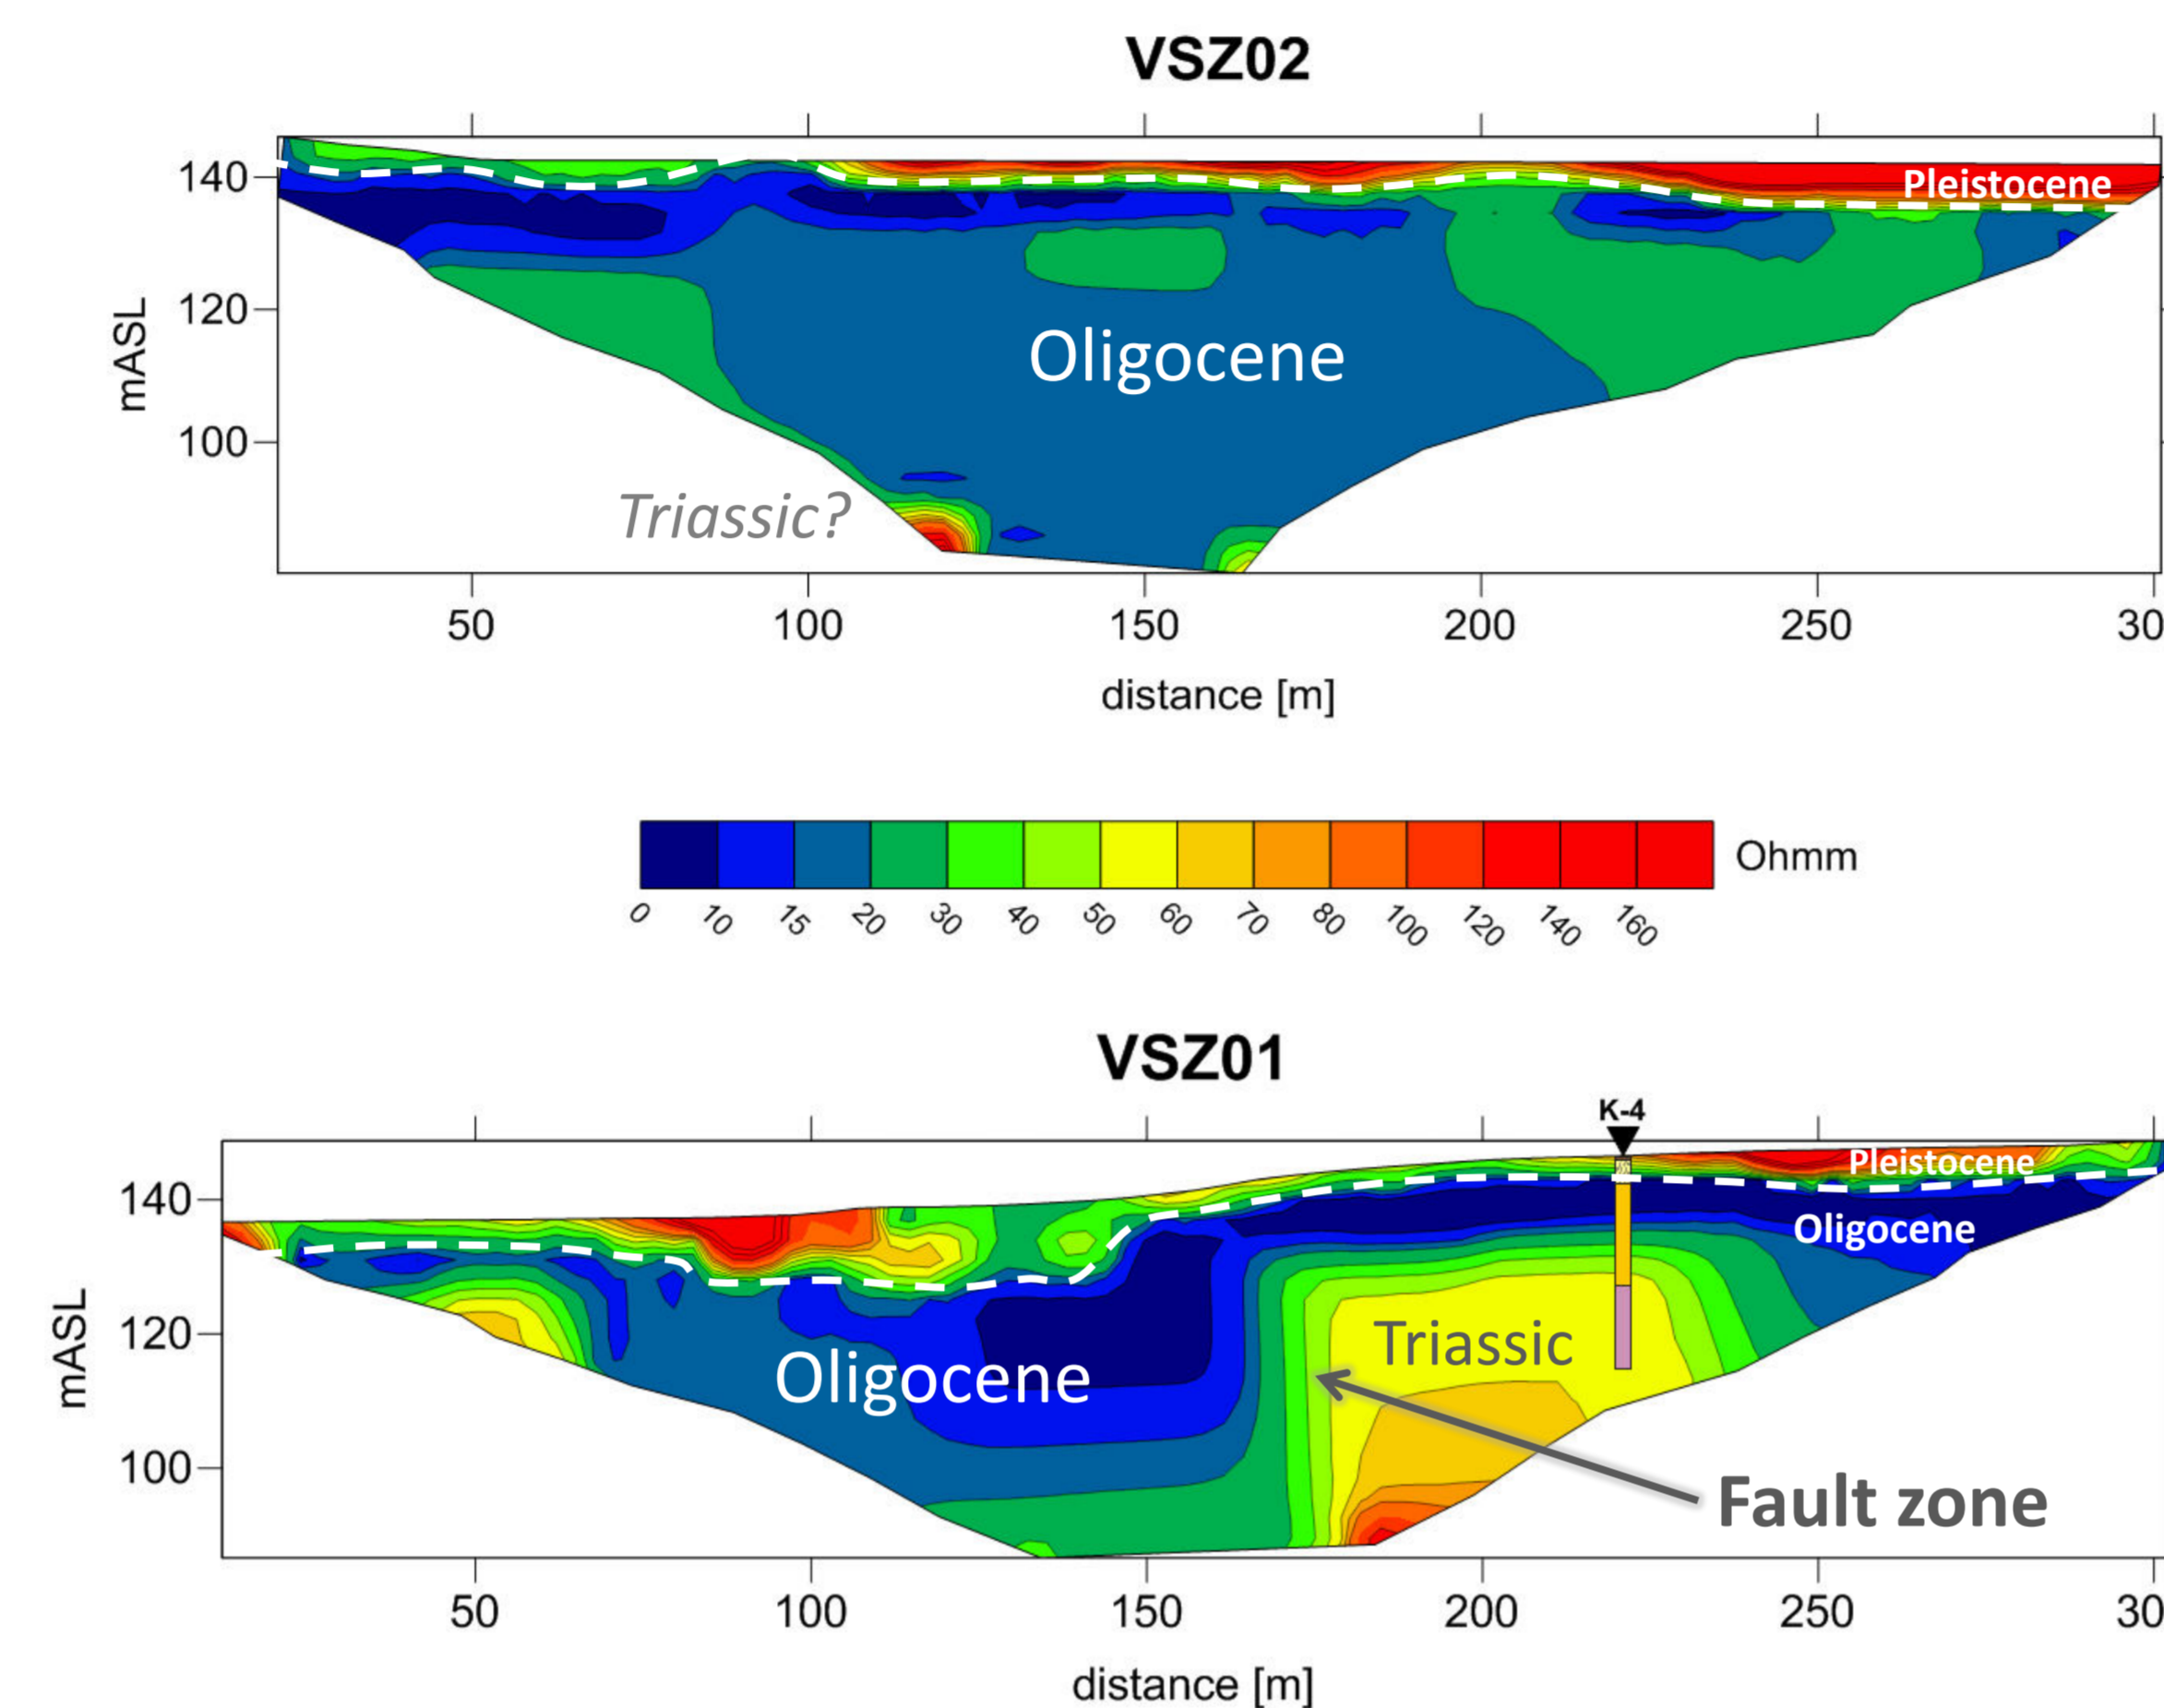 VSZ02
140
120
100
mASL
Pleistocene
Oligocene
Triassic?
50 100 150 200 250 30
distance [m]
Ohmm
0 10 15 20 30 40 50 60 70 80 100 120 140 160
VSZ01
K-4
140
120
100
mASL
Pleistocene
Oligocene
Oligocene
Triassic
Fault zone
50 100 150 200 250 30
distance [m]